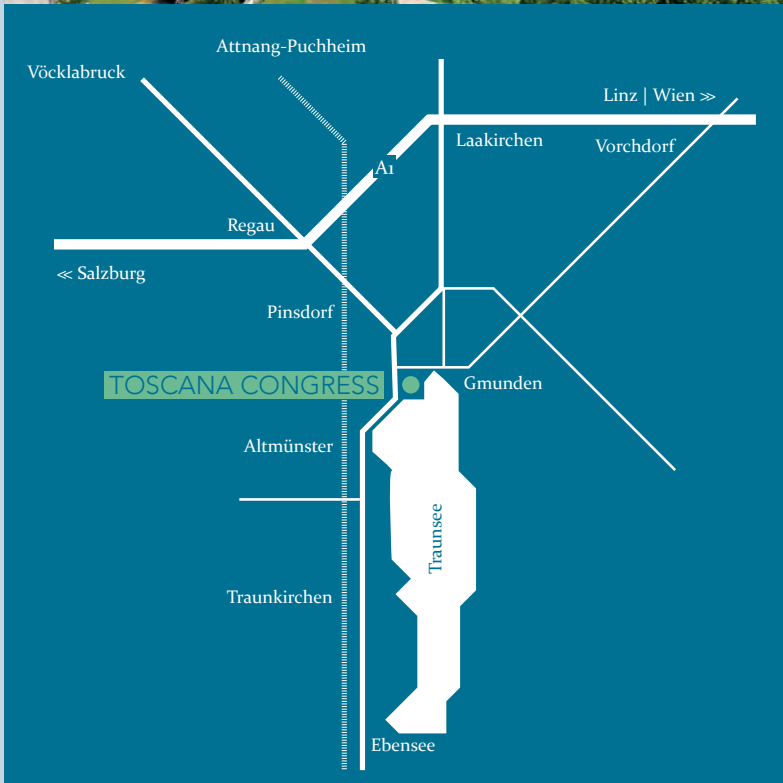 Attnang-Puchheim
Vöcklabruck
Linz | Wien >>
A1
Laakirchen
Vorchdorf
Regau
<< Salzburg
Pinsdorf
TOSCANA CONGRESS
Gmunden
Altmünster
Traunsee
Traunkirchen
Ebensee